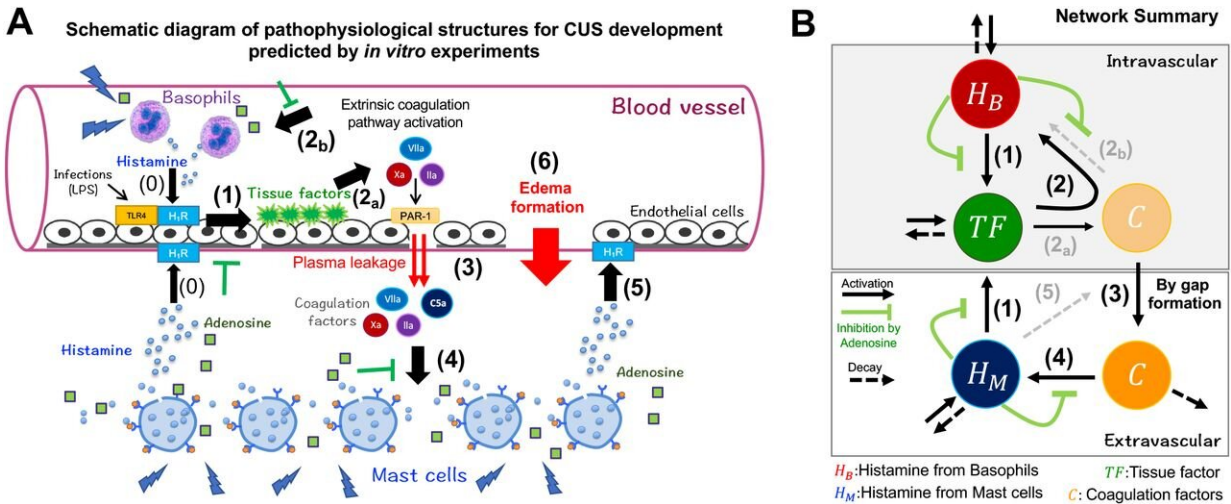 A
Schematic diagram of pathophysiological structures for CUS development
predicted by in vitro experiments
Basophils
Extrinsic coagulation
pathway activation
Blood vessel
(2b)
VIIa
Xa
IIa
Histamine
Infections
(LPS)
(0)
(1)
Tissue factors
(2a)
(6)
Edema
formation
TLR4
H₁R
PAR-1
Endothelial cells
H₁R
Plasma leakage
(3)
H₁R
(0)
Coagulation
factors
VIIa
C5a
Xa
IIa
(5)
Adenosine
Histamine
(4)
Adenosine
Mast cells
B
Network Summary
Intravascular
H_B
(1)
(2b)
(2)
TF
(2a)
C
Activation
Inhibition by
Adenosine
Decay
(1)
(5)
(3)
By gap
formation
H_M
(4)
C
Extravascular
H_B:Histamine from Basophils
TF:Tissue factor
H_M:Histamine from Mast cells
C: Coagulation factors